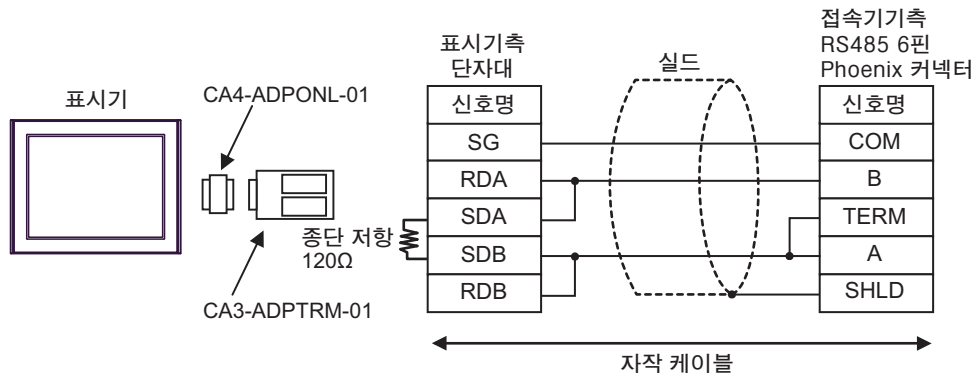 표시기
CA4-ADPONL-01
CA3-ADPTRM-01
종단 저항
120Ω
표시기측
단자대
신호명
SG
RDA
SDA
SDB
RDB
실드
접속기기측
RS485 6핀
Phoenix 커넥터
신호명
COM
B
TERM
A
SHLD
자작 케이블